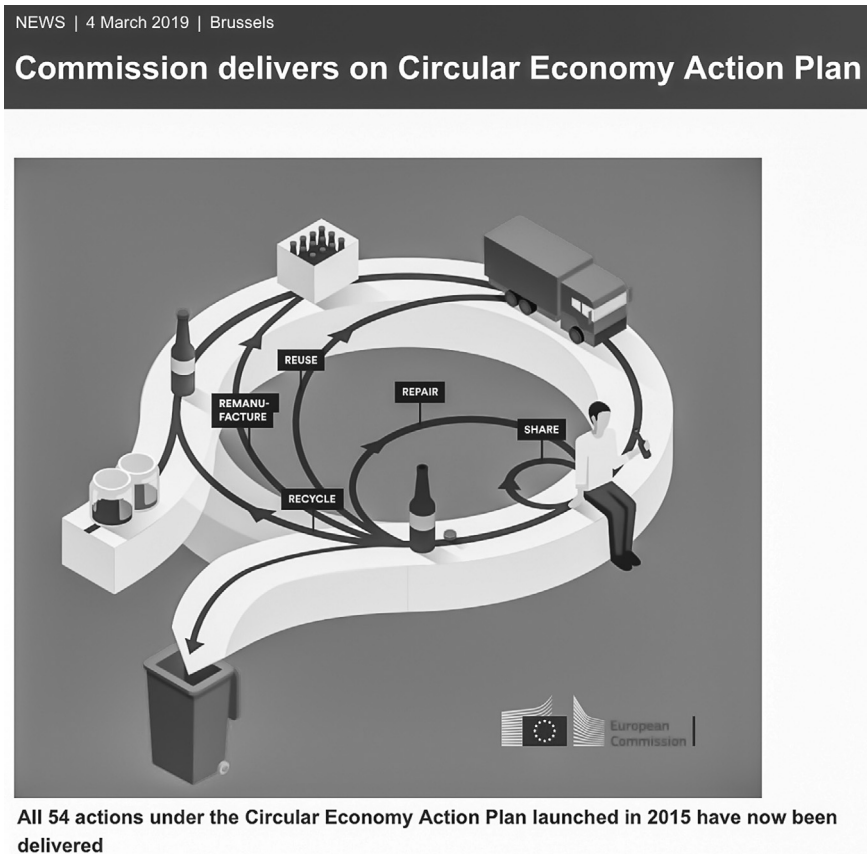 NEWS | 4 March 2019 | Brussels
Commission delivers on Circular Economy Action Plan
REUSE
REPAIR
REMANU-
FACTURE
SHARE
RECYCLE
European
Commission
All 54 actions under the Circular Economy Action Plan launched in 2015 have now been
delivered